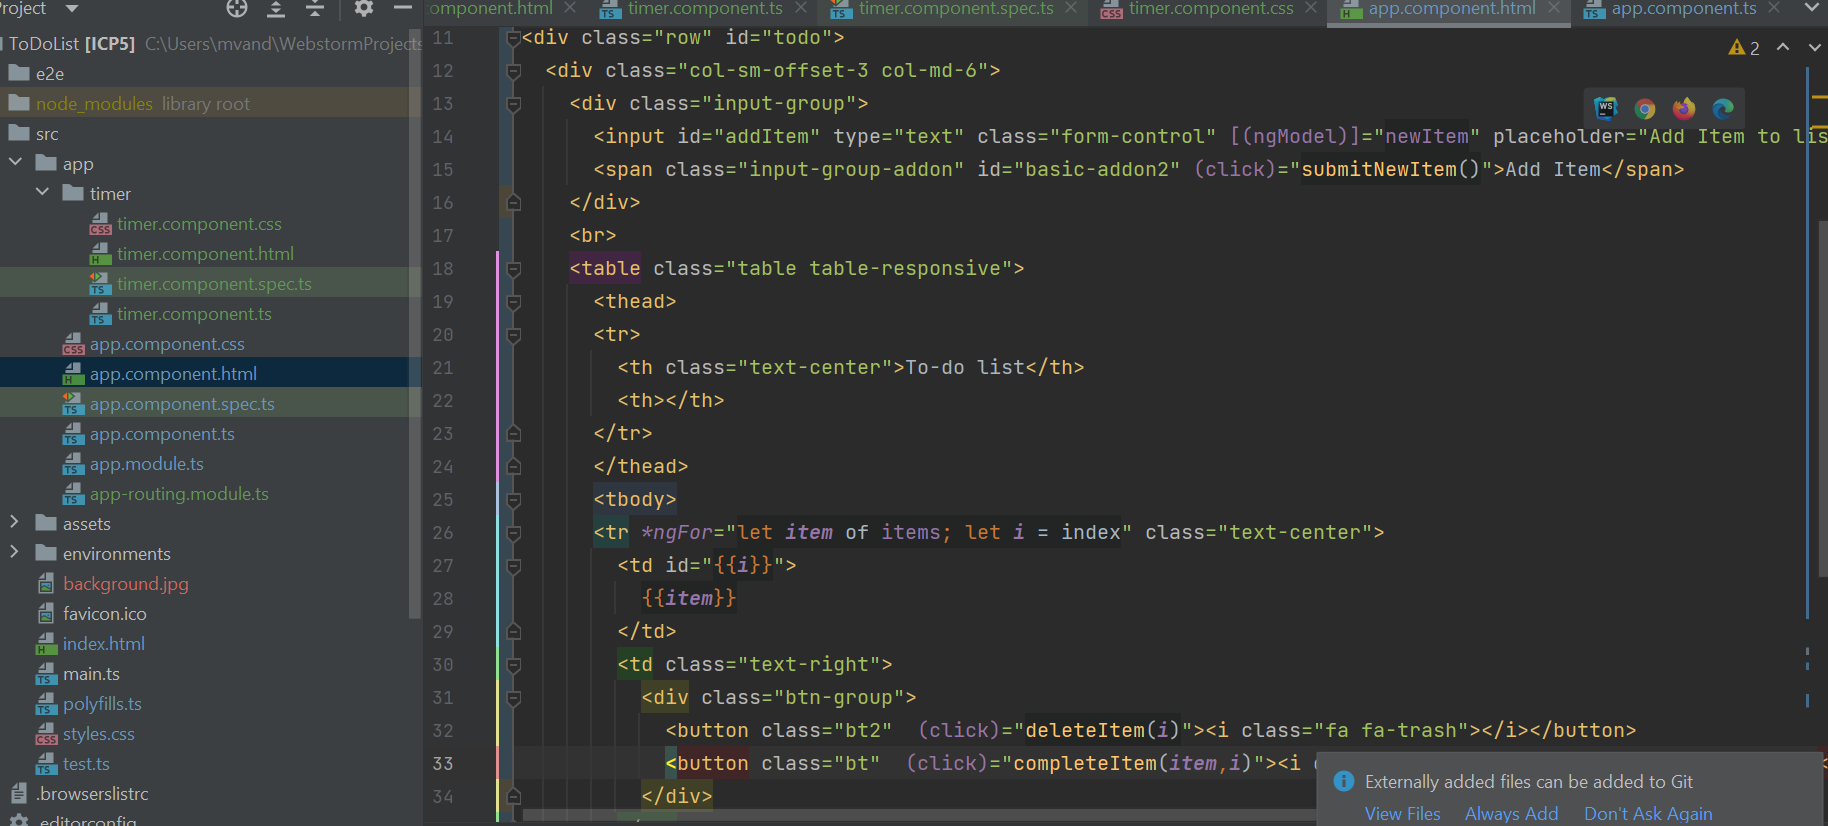 roject
ToDoList [ICP5] C:\Users\mvand\WebstormProjects
e2e
node_modules library root
src
app
timer
timer.component.css
timer.component.html
timer.component.spec.ts
timer.component.ts
app.component.css
app.component.html
app.component.spec.ts
app.component.ts
app.module.ts
app-routing.module.ts
assets
environments
background.jpg
favicon.ico
index.html
main.ts
polyfills.ts
styles.css
test.ts
.browserslistrc
.editorconfig
component.html timer.component.ts timer.component.spec.ts timer.component.css app.component.html app.component.ts
2
11 <div class="row" id="todo">
12 <div class="col-sm-offset-3 col-md-6">
13 <div class="input-group">
14 <input id="addItem" type="text" class="form-control" [(ngModel)]="newItem" placeholder="Add Item to lis
15 <span class="input-group-addon" id="basic-addon2" (click)="submitNewItem()">Add Item</span>
16 </div>
17 <br>
18 <table class="table table-responsive">
19 <thead>
20 <tr>
21 <th class="text-center">To-do list</th>
22 <th></th>
23 </tr>
24 </thead>
25 <tbody>
26 <tr *ngFor="let item of items; let i = index" class="text-center">
27 <td id="{{i}}">
28 {{item}}
29 </td>
30 <td class="text-right">
31 <div class="btn-group">
32 <button class="bt2"  (click)="deleteItem(i)"><i class="fa fa-trash"></i></button>
33 <button class="bt"  (click)="completeItem(item,i)"><i c
34 </div>
Externally added files can be added to Git
View Files Always Add Don't Ask Again